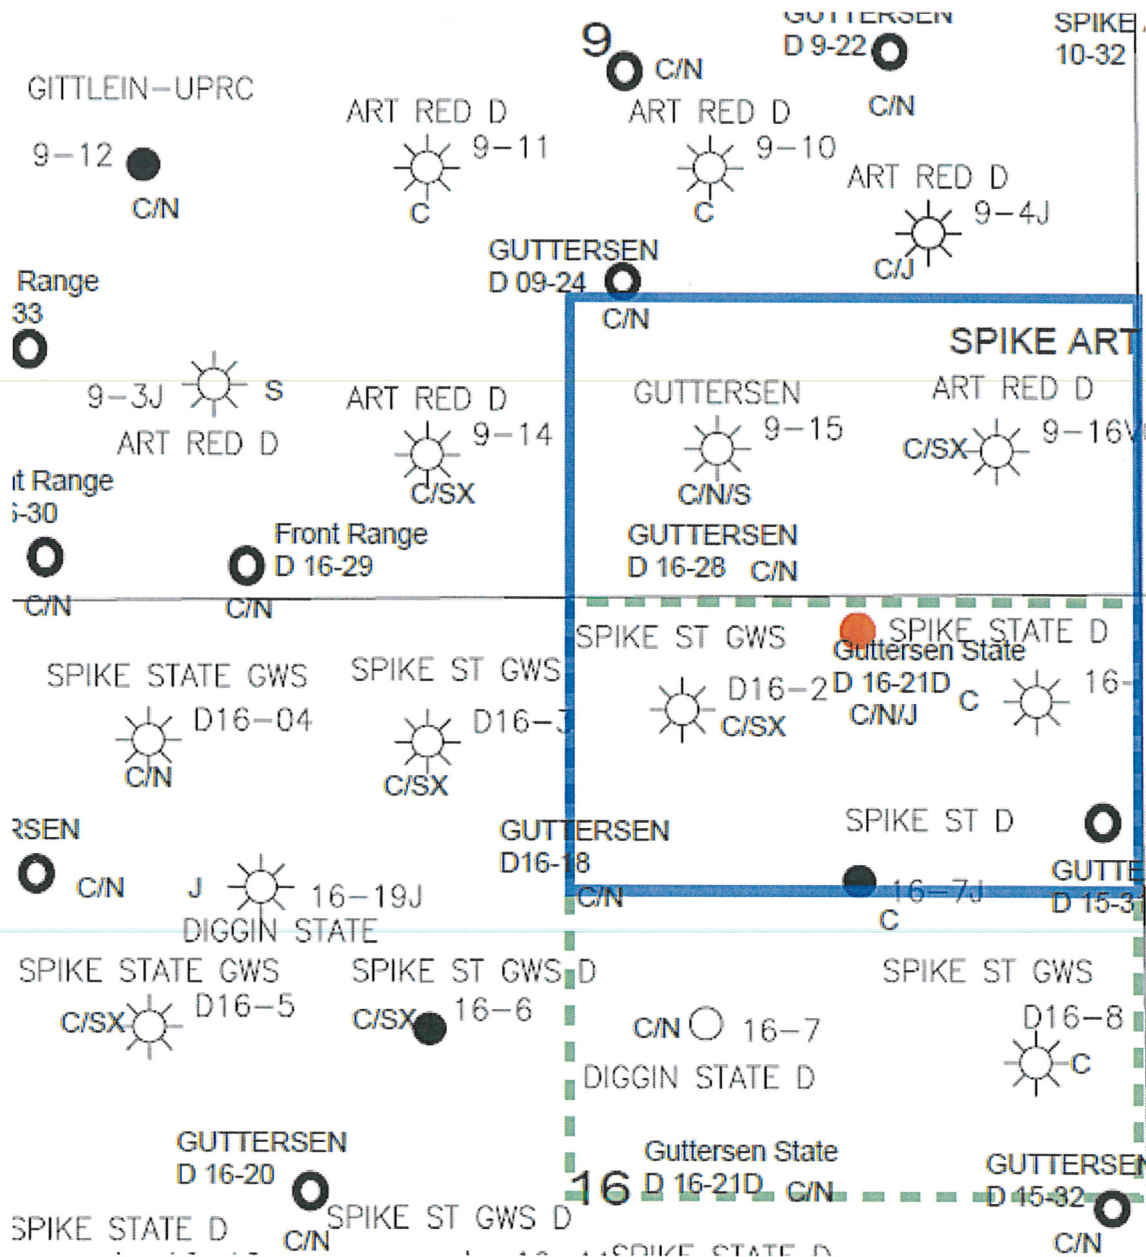 GUTTERSEN
D 9-22
SPIKE
10-32
9
C/N
C/N
GITTLEIN-UPRC
9-12
C/N
ART RED D
9-11
C
ART RED D
9-10
C
ART RED D
9-4J
C/J
GUTTERSEN
D 09-24
C/N
Range
33
SPIKE ART
9-3J
S
ART RED D
ART RED D
9-14
C/SX
GUTTERSEN
9-15
C/N/S
ART RED D
C/SX
9-16V
Range
-30
C/N
Front Range
D 16-29
C/N
GUTTERSEN
D 16-28 C/N
SPIKE ST GWS
D16-2
C/SX
SPIKE STATE D
Guttersen State
D 16-21D
C/N/J
C
16-
SPIKE STATE GWS
D16-04
C/N
SPIKE ST GWS
D16-3
C/SX
RSEN
C/N
J
16-19J
DIGGIN STATE
GUTTERSEN
D16-18
C/N
SPIKE ST D
16-7J
C
GUTTE
D 15-3
SPIKE STATE GWS
C/SX
D16-5
SPIKE ST GWS D
C/SX
16-6
C/N
16-7
DIGGIN STATE D
SPIKE ST GWS
D16-8
C
GUTTERSEN
D 16-20
C/N
16
Guttersen State
D 16-21D
C/N
GUTTERSEN
D 15-32
C/N
SPIKE STATE D
SPIKE ST GWS D
SPIKE STATE D